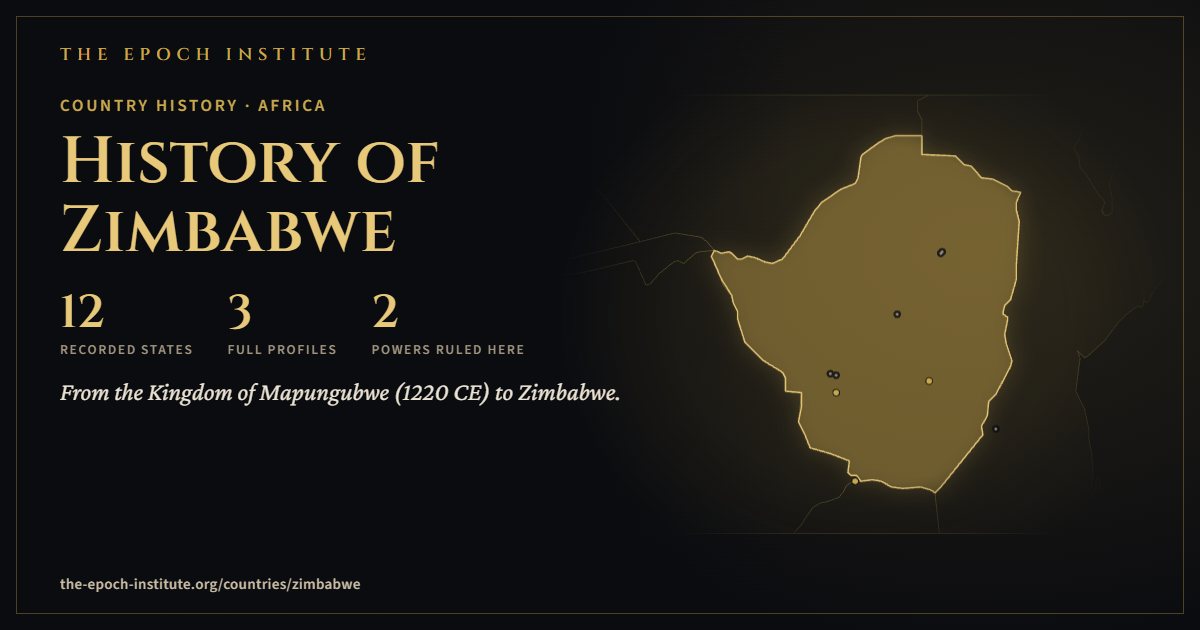 THE EPOCH INSTITUTE
COUNTRY HISTORY · AFRICA
History of
Zimbabwe
12
3
2
RECORDED STATES
FULL PROFILES
POWERS RULED HERE
From the Kingdom of Mapungubwe (1220 CE) to Zimbabwe.
the-epoch-institute.org/countries/zimbabwe